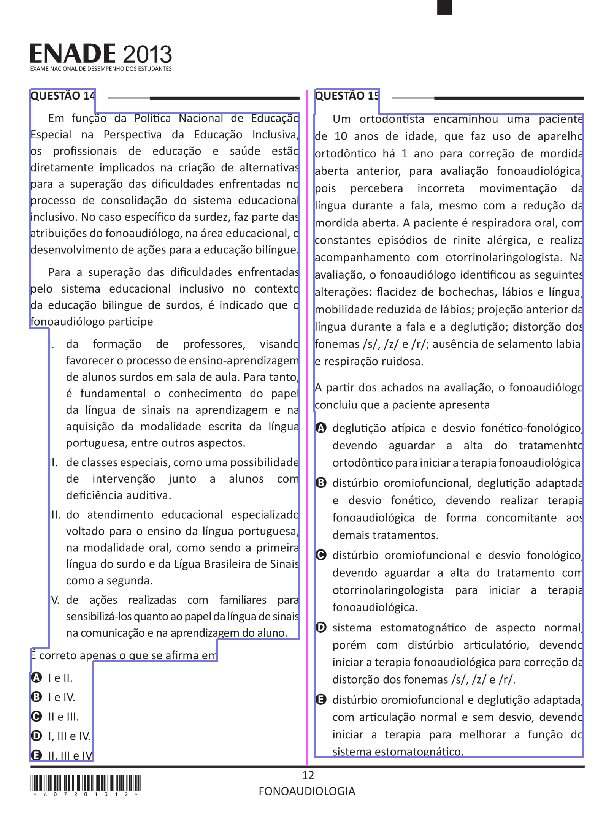 ENADE 2013
EXAME NACIONAL DE DESEMPENHO DOS ESTUDANTES
QUESTÃO 14
Em função da Política Nacional de Educação
Especial na Perspectiva da Educação Inclusiva,
os profissionais de educação e saúde estão
diretamente implicados na criação de alternativas
para a superação das dificuldades enfrentadas no
processo de consolidação do sistema educacional
inclusivo. No caso específico da surdez, faz parte das
atribuições do fonoaudiólogo, na área educacional, o
desenvolvimento de ações para a educação bilíngue.
Para a superação das dificuldades enfrentadas
pelo sistema educacional inclusivo no contexto
da educação bilingue de surdos, é indicado que o
fonoaudiólogo participe
I. da formação de professores, visando
favorecer o processo de ensino-aprendizagem
de alunos surdos em sala de aula. Para tanto,
é fundamental o conhecimento do papel
da língua de sinais na aprendizagem e na
aquisição da modalidade escrita da língua
portuguesa, entre outros aspectos.
II. de classes especiais, como uma possibilidade
de intervenção junto a alunos com
deficiência auditiva.
III. do atendimento educacional especializado
voltado para o ensino da língua portuguesa,
na modalidade oral, como sendo a primeira
língua do surdo e da Lígua Brasileira de Sinais
como a segunda.
IV. de ações realizadas com familiares para
sensibilizá-los quanto ao papel da língua de sinais
na comunicação e na aprendizagem do aluno.
É correto apenas o que se afirma em
A I e II.
B I e IV.
C II e III.
D I, III e IV.
E II, III e IV
QUESTÃO 15
Um ortodontista encaminhou uma paciente
de 10 anos de idade, que faz uso de aparelho
ortodôntico há 1 ano para correção de mordida
aberta anterior, para avaliação fonoaudiológica,
pois percebera incorreta movimentação da
língua durante a fala, mesmo com a redução da
mordida aberta. A paciente é respiradora oral, com
constantes episódios de rinite alérgica, e realiza
acompanhamento com otorrinolaringologista. Na
avaliação, o fonoaudiólogo identificou as seguintes
alterações: flacidez de bochechas, lábios e língua,
mobilidade reduzida de lábios; projeção anterior da
língua durante a fala e a deglutição; distorção dos
fonemas /s/, /z/ e /r/; ausência de selamento labial
e respiração ruidosa.
A partir dos achados na avaliação, o fonoaudiólogo
concluiu que a paciente apresenta
A deglutição atípica e desvio fonético-fonológico,
devendo aguardar a alta do tratamenhto
ortodôntico para iniciar a terapia fonoaudiológica
B distúrbio oromiofuncional, deglutição adaptada
e desvio fonético, devendo realizar terapia
fonoaudiológica de forma concomitante aos
demais tratamentos.
C distúrbio oromiofuncional e desvio fonológico,
devendo aguardar a alta do tratamento com
otorrinolaringologista para iniciar a terapia
fonoaudiológica.
D sistema estomatognático de aspecto normal,
porém com distúrbio articulatório, devendo
iniciar a terapia fonoaudiológica para correção da
distorção dos fonemas /s/, /z/ e /r/.
E distúrbio oromiofuncional e deglutição adaptada,
com articulação normal e sem desvio, devendo
iniciar a terapia para melhorar a função do
sistema estomatognático.
12
FONOAUDIOLOGIA